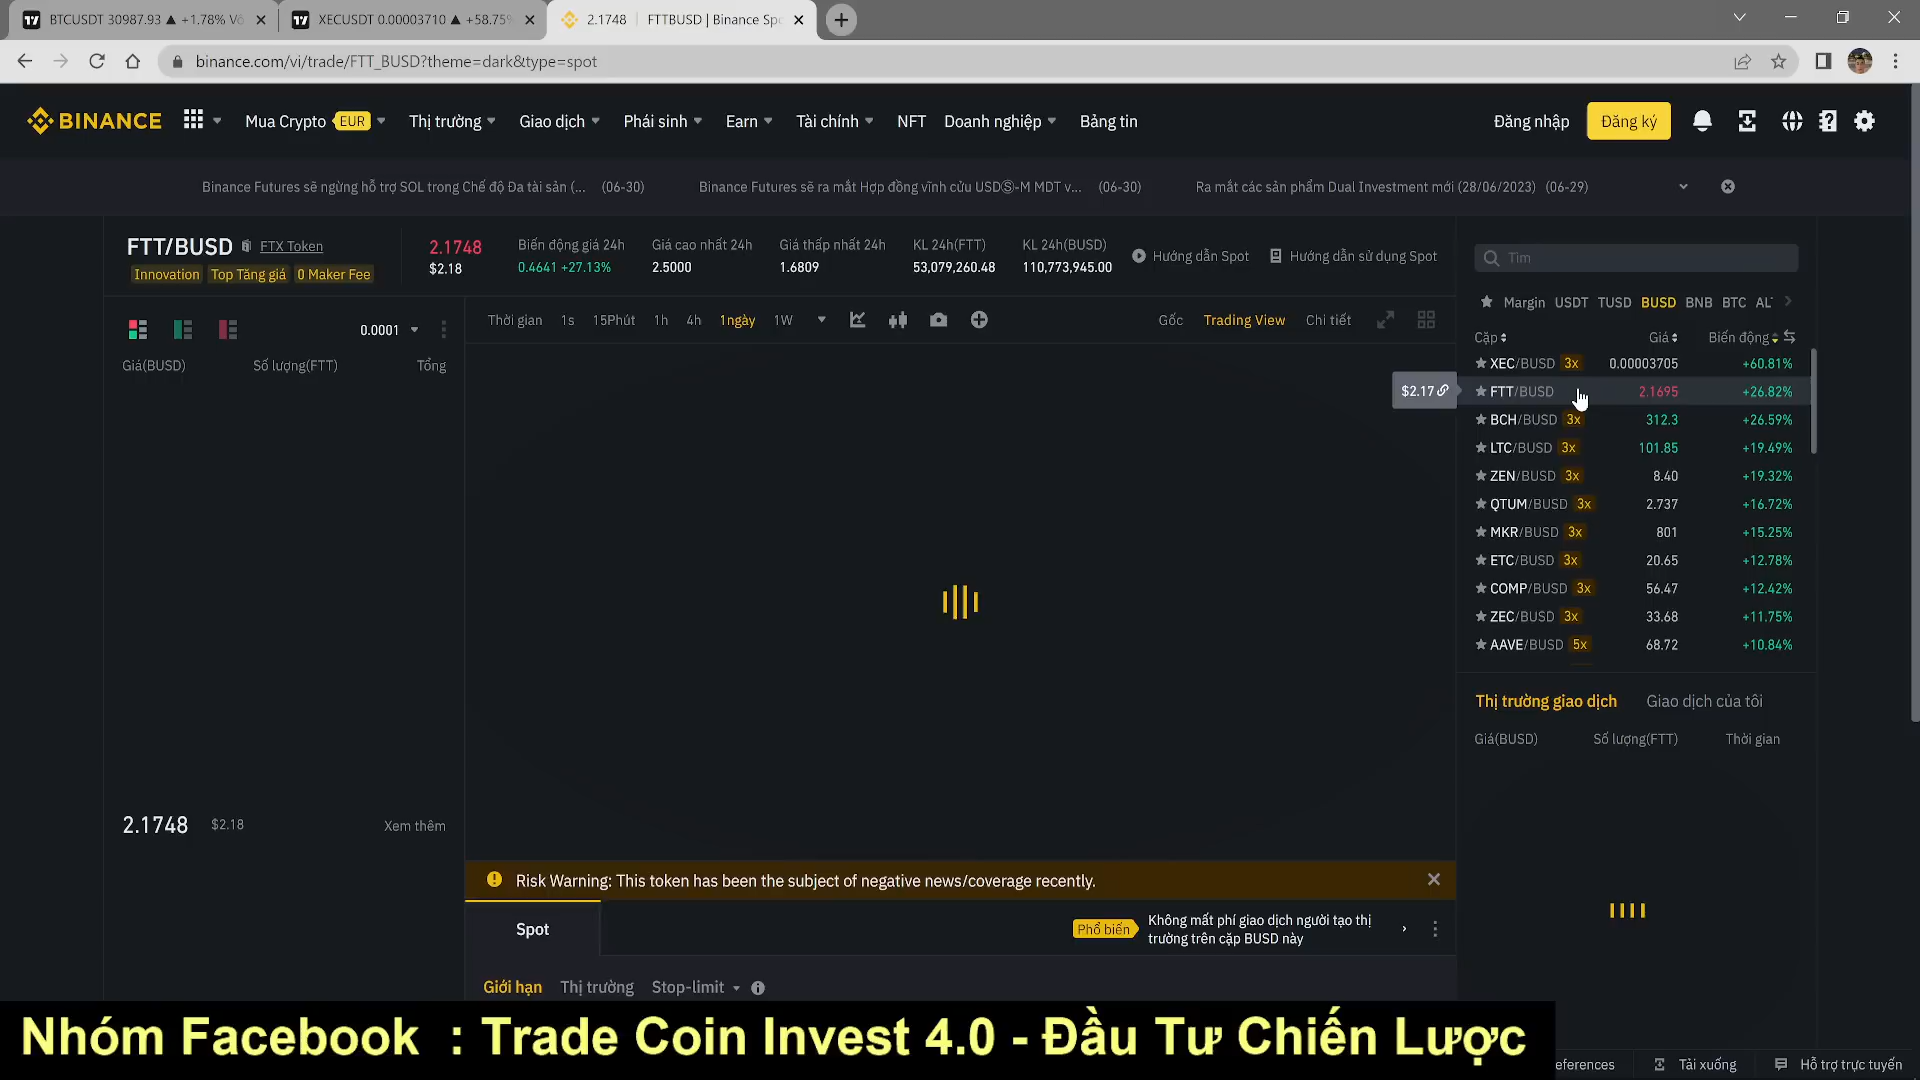 BTCUSDT 30987.93 ▲ +1.78% Vô
XECUSDT 0.00003710 ▲ +58.75%
2.1748 | FTTBUSD | Binance Spo
binance.com/vi/trade/FTT_BUSD?theme=dark&type=spot
BINANCE
Mua Crypto EUR Thị trường Giao dịch Phái sinh Earn Tài chính NFT Doanh nghiệp Bảng tin
Đăng nhập Đăng ký
Binance Futures sẽ ngừng hỗ trợ SOL trong Chế độ Đa tài sản (... (06-30)
Binance Futures sẽ ra mắt Hợp đồng vĩnh cửu USDⓈ-M MDT v... (06-30)
Ra mắt các sản phẩm Dual Investment mới (28/06/2023) (06-29)
FTT/BUSD FTX Token
Innovation Top Tăng giá 0 Maker Fee
2.1748
$2.18
Biến động giá 24h
0.4641 +27.13%
Giá cao nhất 24h
2.5000
Giá thấp nhất 24h
1.6809
KL 24h(FTT)
53,079,260.48
KL 24h(BUSD)
110,773,945.00
Hướng dẫn Spot
Hướng dẫn sử dụng Spot
0.0001
Giá(BUSD) Số lượng(FTT) Tổng
2.1748 $2.18 Xem thêm
Thời gian 1s 15Phút 1h 4h 1ngày 1W
Gốc Trading View Chi tiết
Risk Warning: This token has been the subject of negative news/coverage recently.
Spot
Phổ biến
Không mất phí giao dịch người tạo thị
trường trên cặp BUSD này
Giới hạn Thị trường Stop-limit
Tìm
Margin USDT TUSD BUSD BNB BTC AL
Cặp Giá Biến động
XEC/BUSD 3x 0.00003705 +60.81%
$2.17
FTT/BUSD 2.1695 +26.82%
BCH/BUSD 3x 312.3 +26.59%
LTC/BUSD 3x 101.85 +19.49%
ZEN/BUSD 3x 8.40 +19.32%
QTUM/BUSD 3x 2.737 +16.72%
MKR/BUSD 3x 801 +15.25%
ETC/BUSD 3x 20.65 +12.78%
COMP/BUSD 3x 56.47 +12.42%
ZEC/BUSD 3x 33.68 +11.75%
AAVE/BUSD 5x 68.72 +10.84%
Thị trường giao dịch Giao dịch của tôi
Giá(BUSD) Số lượng(FTT) Thời gian
Nhóm Facebook : Trade Coin Invest 4.0 - Đầu Tư Chiến Lược
eferences Tải xuống Hỗ trợ trực tuyến